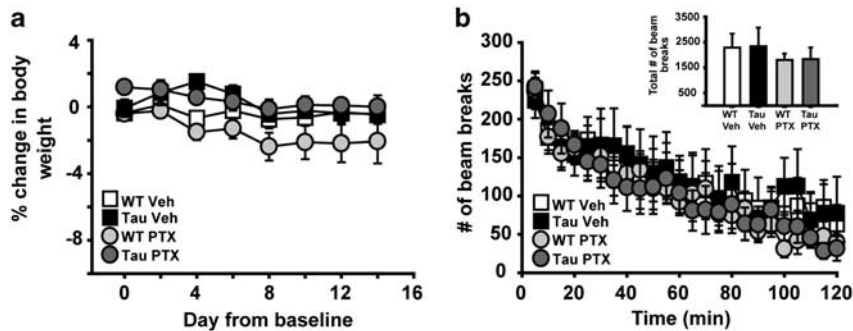 a
% change in body
weight
4
0
-4
-8
WT Veh
Tau Veh
WT PTX
Tau PTX
0
4
8
12
16
Day from baseline
b
# of beam breaks
300
250
200
150
100
50
0
WT Veh
Tau Veh
WT PTX
Tau PTX
0
20
40
60
80
100
120
Time (min)
Total # of beam
breaks
3500
2500
1500
500
WT
Veh
Tau
Veh
WT
PTX
Tau
PTX